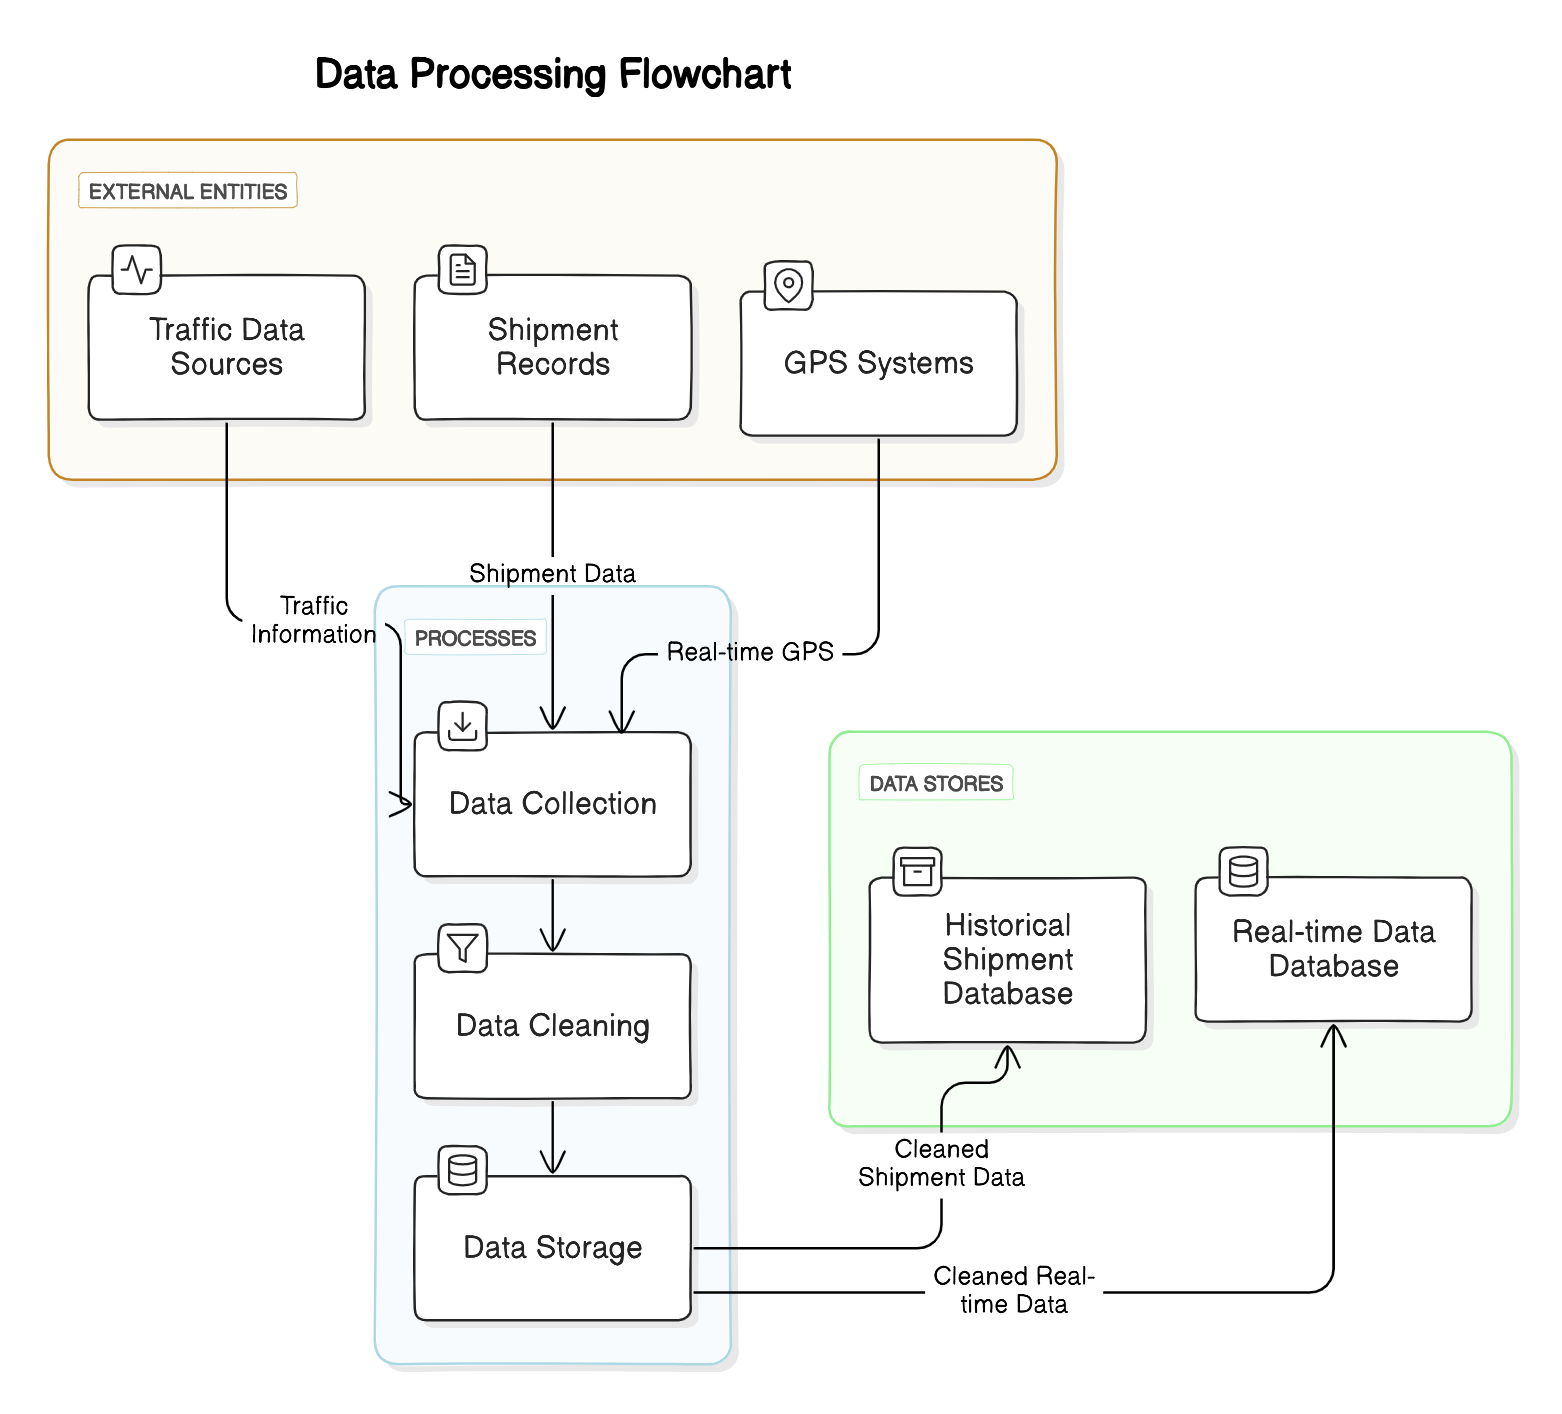 Data Processing Flowchart
EXTERNAL ENTITIES
Traffic Data
Sources
Shipment
Records
GPS Systems
Shipment Data
Traffic
Information
PROCESSES
Real-time GPS
Data Collection
Data Cleaning
Data Storage
DATA STORES
Historical
Shipment
Database
Real-time Data
Database
Cleaned
Shipment Data
Cleaned Real-
time Data